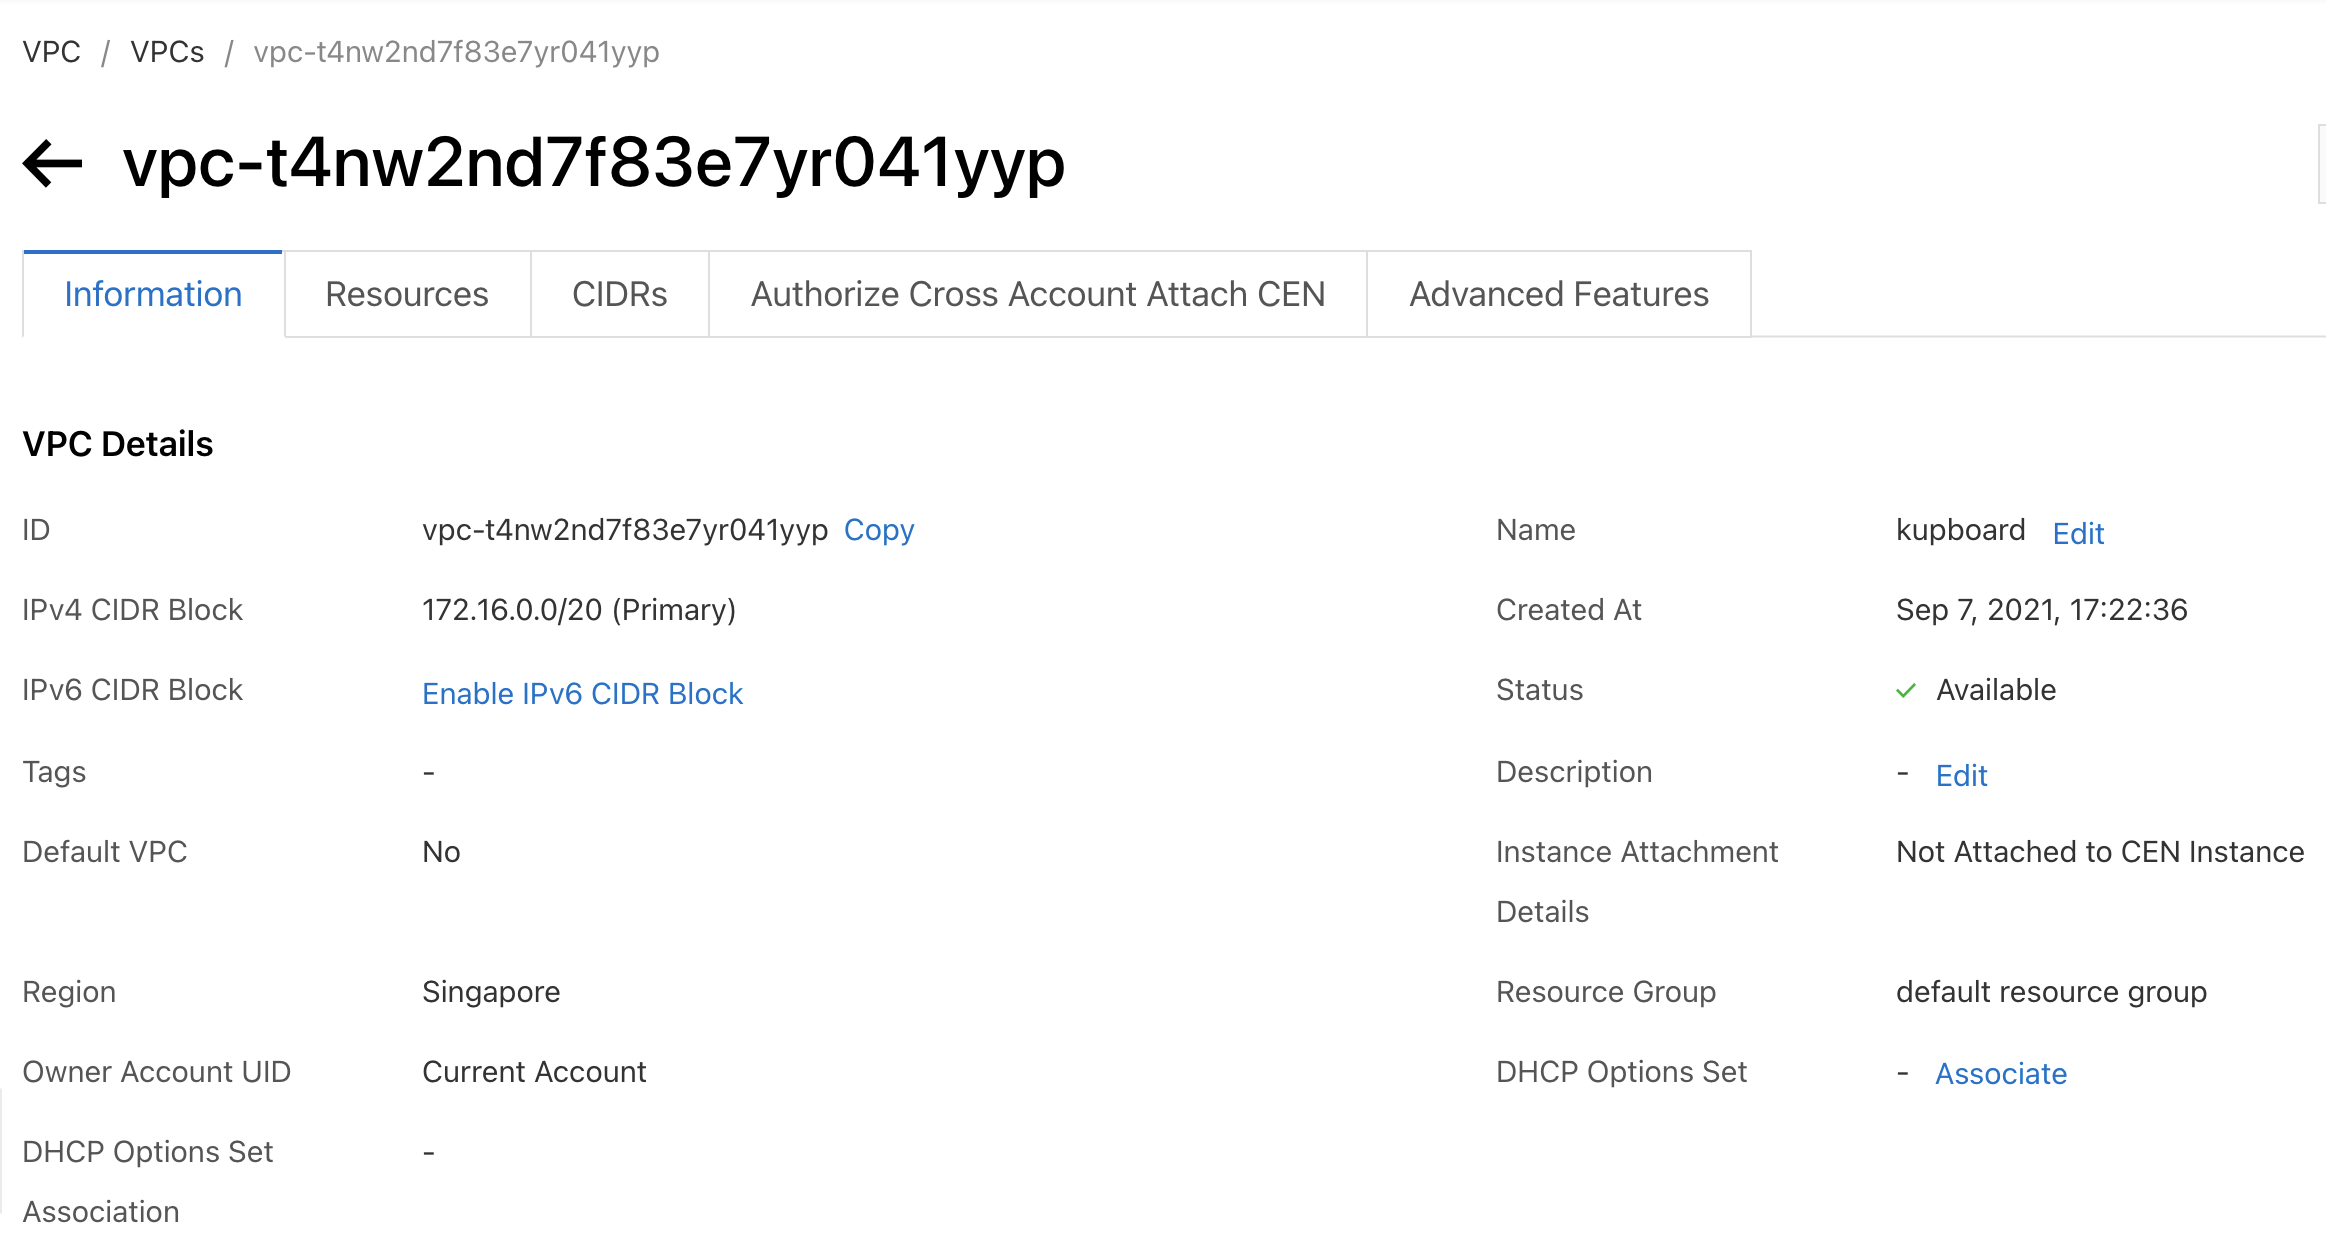 VPC / VPCs / vpc-t4nw2nd7f83e7yr041yyp
vpc-t4nw2nd7f83e7yr041yyp
Information Resources CIDRs Authorize Cross Account Attach CEN Advanced Features
VPC Details
ID vpc-t4nw2nd7f83e7yr041yyp Copy Name kupboard Edit
IPv4 CIDR Block 172.16.0.0/20 (Primary) Created At Sep 7, 2021, 17:22:36
IPv6 CIDR Block Enable IPv6 CIDR Block Status Available
Tags - Description - Edit
Default VPC No Instance Attachment Not Attached to CEN Instance
Details
Region Singapore Resource Group default resource group
Owner Account UID Current Account DHCP Options Set - Associate
DHCP Options Set -
Association